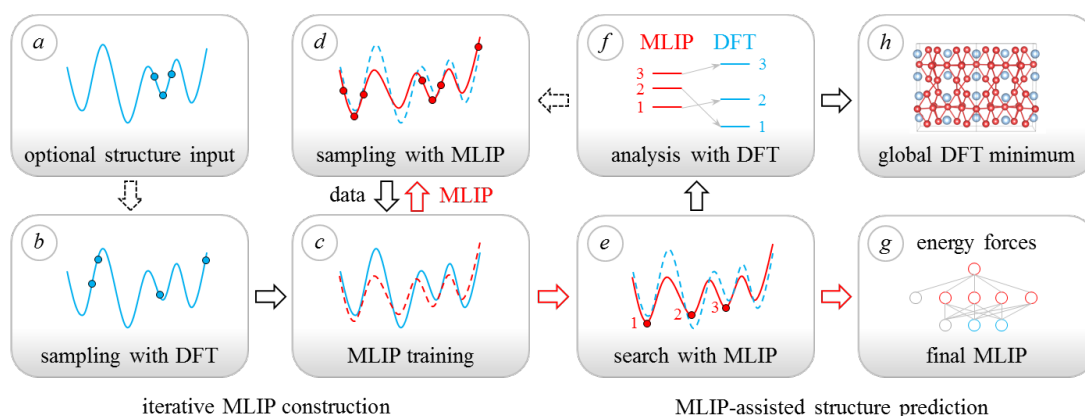 a
optional structure input
d
sampling with MLIP
f
MLIP
DFT
3
2
1
3
2
1
analysis with DFT
h
global DFT minimum
data
MLIP
b
sampling with DFT
c
MLIP training
e
1
2
3
search with MLIP
g
energy forces
final MLIP
iterative MLIP construction
MLIP-assisted structure prediction